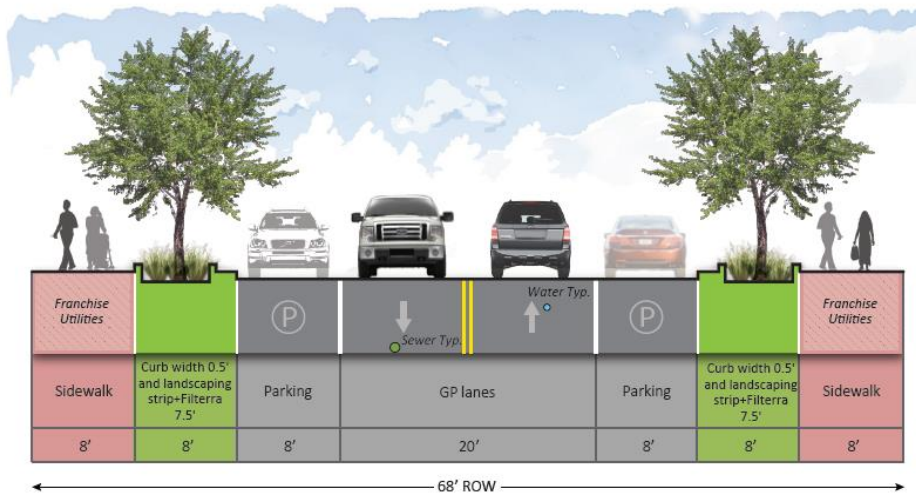 Franchise
Utilities
P
Sewer Typ.
Water Typ.
P
Franchise
Utilities
Sidewalk
Curb width 0.5'
and landscaping
strip+Filterra
7.5'
Parking
GP lanes
Parking
Curb width 0.5'
and landscaping
strip+Filterra
7.5'
Sidewalk
8'
8'
8'
20'
8'
8'
8'
68' ROW